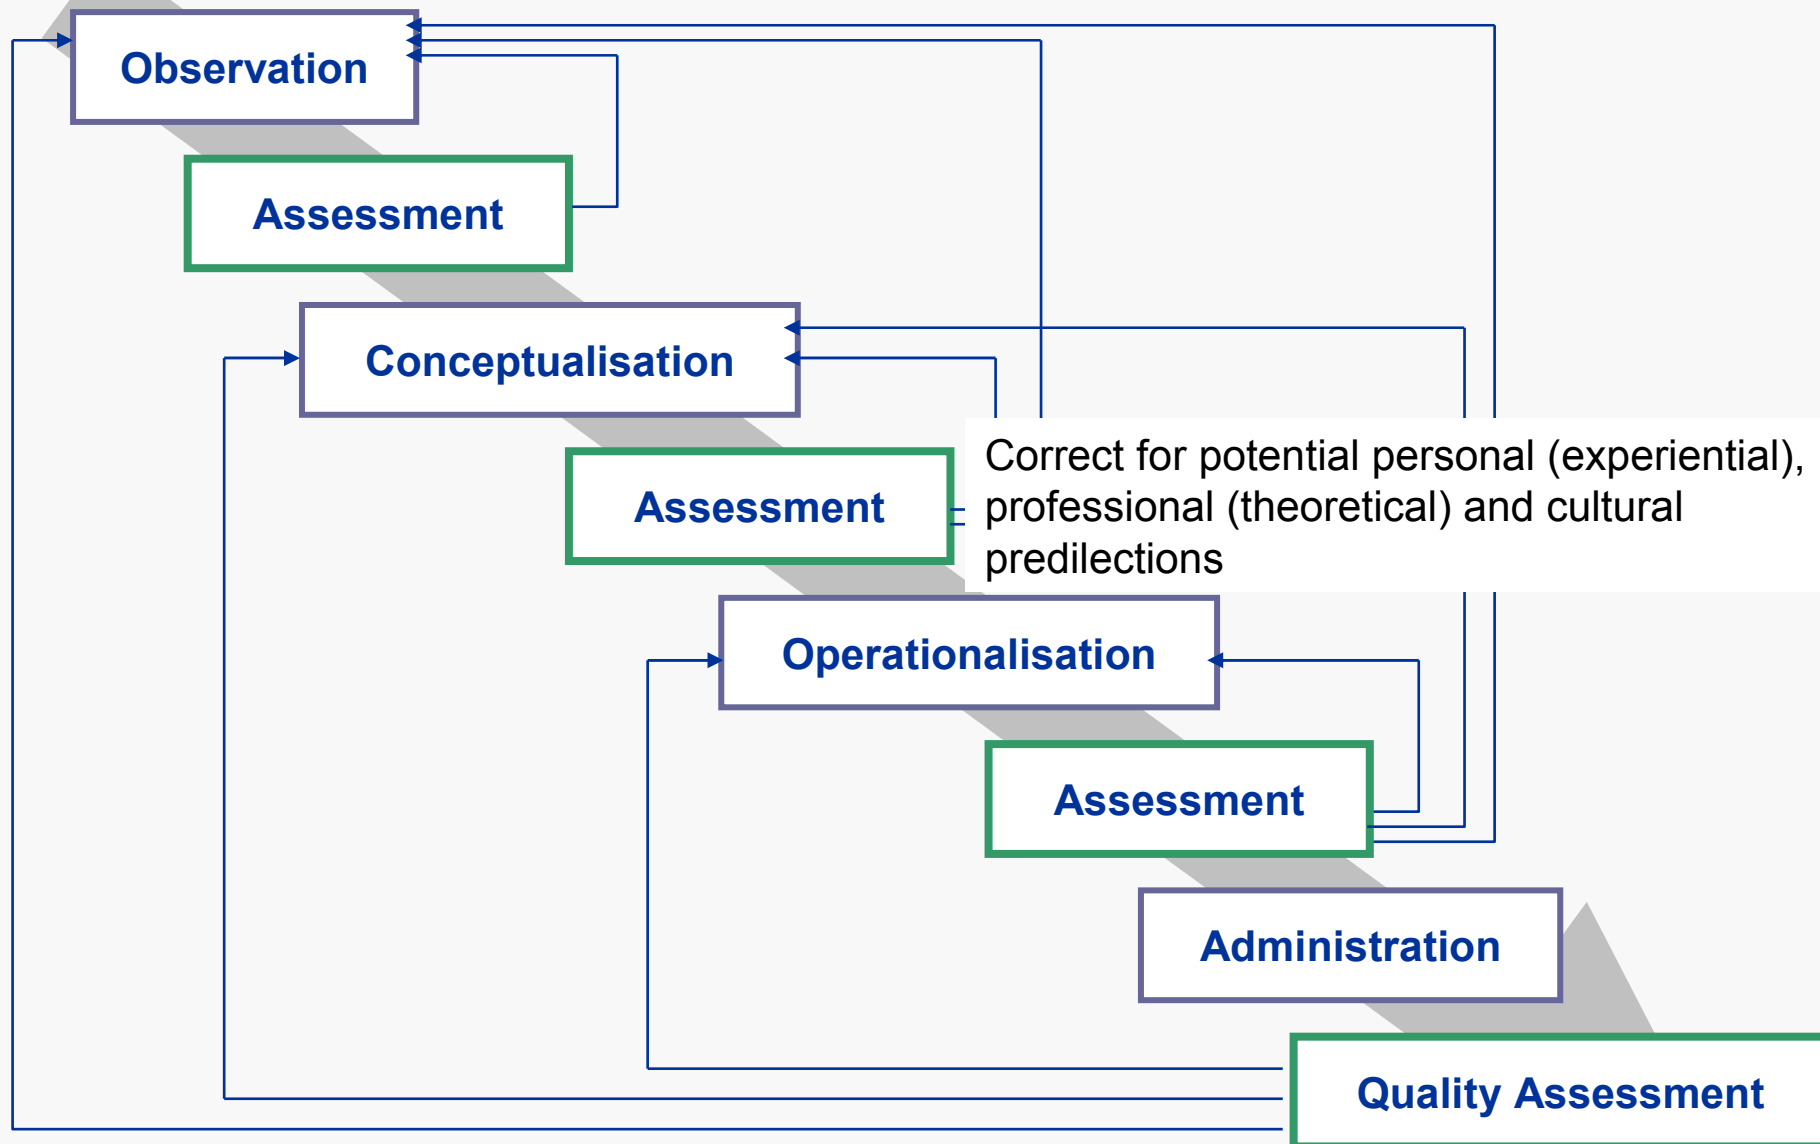 Observation
Assessment
Conceptualisation
Assessment
Correct for potential personal (experiential),
professional (theoretical) and cultural
predilections
Operationalisation
Assessment
Administration
Quality Assessment